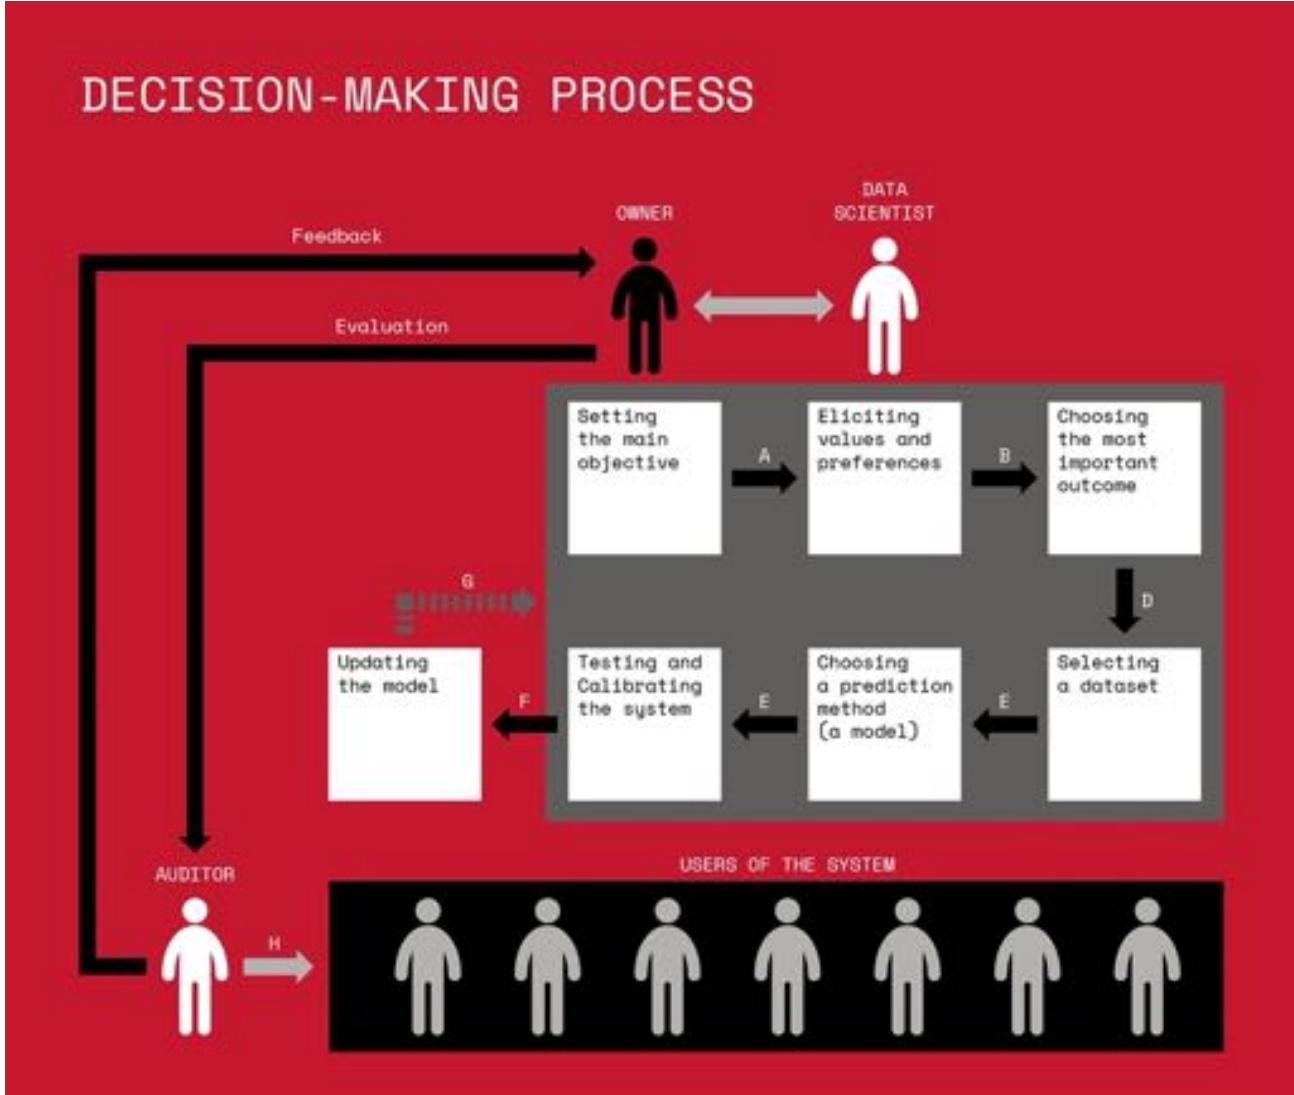 DECISION-MAKING PROCESS
DATA
SCIENTIST
OWNER
Feedback
Evaluation
Setting
the main
objective
A
Eliciting
values and
preferences
B
Choosing
the most
important
outcome
D
G
Updating
the model
F
Testing and
Calibrating
the system
E
Choosing
a prediction
method
(a model)
E
Selecting
a dataset
AUDITOR
H
USERS OF THE SYSTEM